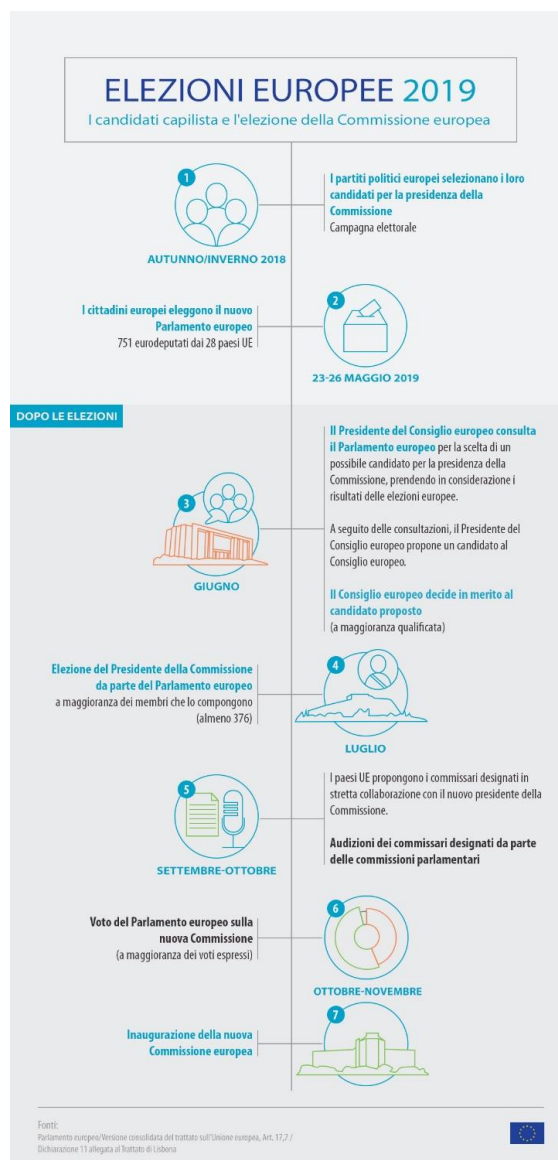 ELEZIONI EUROPEE 2019
I candidati capilista e l'elezione della Commissione europea
1
I partiti politici europei selezionano i loro
candidati per la presidenza della
Commissione
Campagna elettorale
AUTUNNO/INVERNO 2018
2
I cittadini europei eleggono il nuovo
Parlamento europeo
751 eurodeputati dai 28 paesi UE
23-26 MAGGIO 2019
DOPO LE ELEZIONI
3
GIUGNO
Il Presidente del Consiglio europeo consulta
il Parlamento europeo per la scelta di un
possibile candidato per la presidenza della
Commissione, prendendo in considerazione i
risultati delle elezioni europee.
A seguito delle consultazioni, il Presidente del
Consiglio europeo propone un candidato al
Consiglio europeo.
Il Consiglio europeo decide in merito al
candidato proposto
(a maggioranza qualificata)
4
Elezione del Presidente della Commissione
da parte del Parlamento europeo
a maggioranza dei membri che lo compongono
(almeno 376)
LUGLIO
5
SETTEMBRE-OTTOBRE
I paesi UE propongono i commissari designati in
stretta collaborazione con il nuovo presidente della
Commissione.
Audizioni dei commissari designati da parte
delle commissioni parlamentari
6
Voto del Parlamento europeo sulla
nuova Commissione
(a maggioranza dei voti espressi)
OTTOBRE-NOVEMBRE
7
Inaugurazione della nuova
Commissione europea
Fonti:
Parlamento europeo/Versione consolidata del trattato sull'Unione europea, Art. 17,7 /
Dichiarazione 11 allegata al Trattato di Lisbona